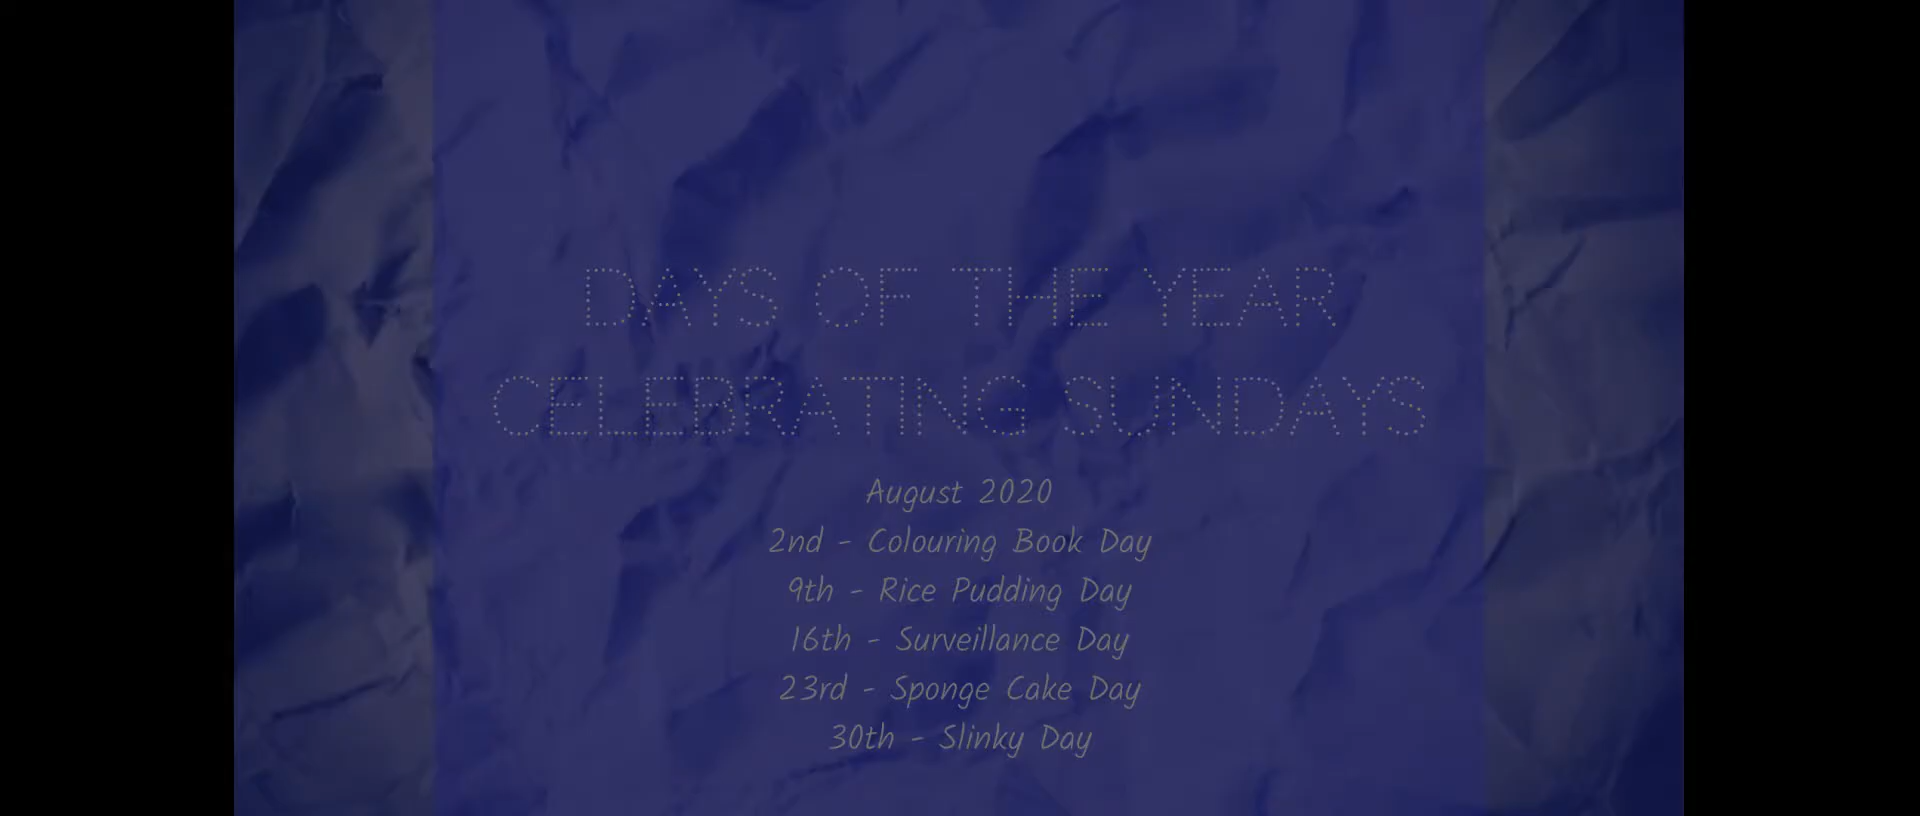 DAYS OF THE YEAR
CELEBRATING SUNDAYS
August 2020
2nd - Colouring Book Day
9th - Rice Pudding Day
16th - Surveillance Day
23rd - Sponge Cake Day
30th - Slinky Day